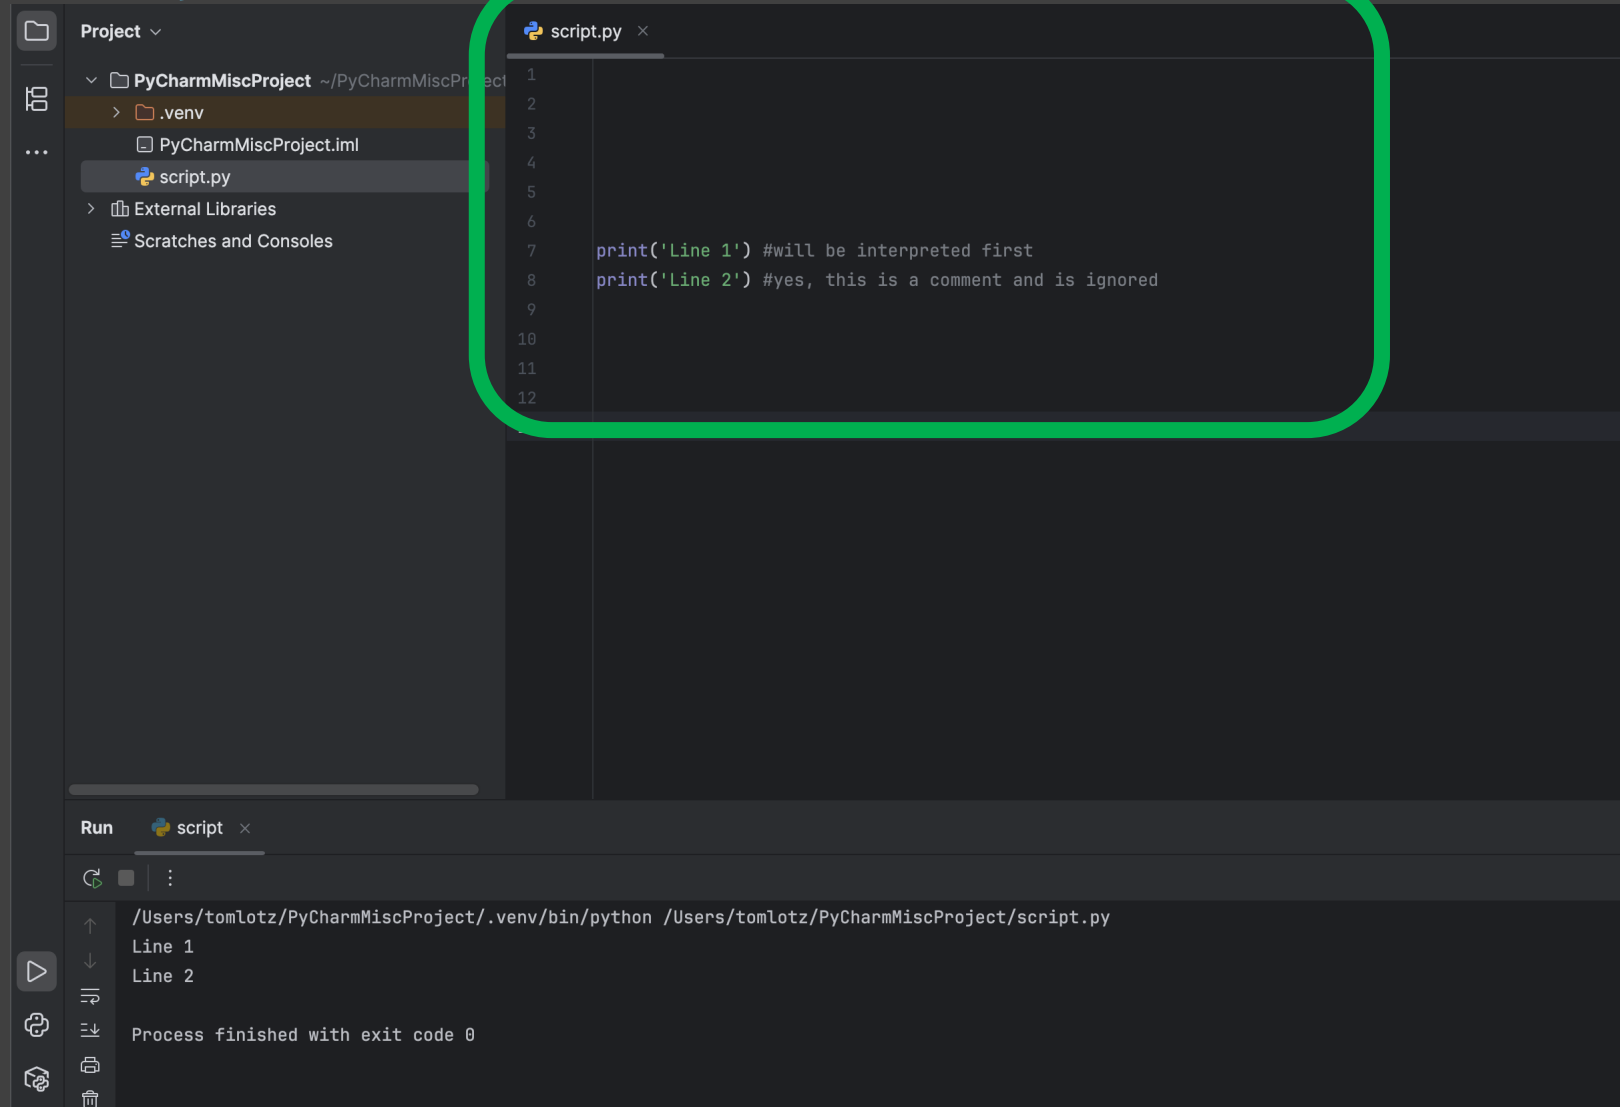 Project
PyCharmMiscProject ~/PyCharmMiscProject
.venv
PyCharmMiscProject.iml
script.py
External Libraries
Scratches and Consoles
script.py
1
2
3
4
5
6
7 print('Line 1') #will be interpreted first
8 print('Line 2') #yes, this is a comment and is ignored
9
10
11
12
Run script
/Users/tomlotz/PyCharmMiscProject/.venv/bin/python /Users/tomlotz/PyCharmMiscProject/script.py
Line 1
Line 2
Process finished with exit code 0